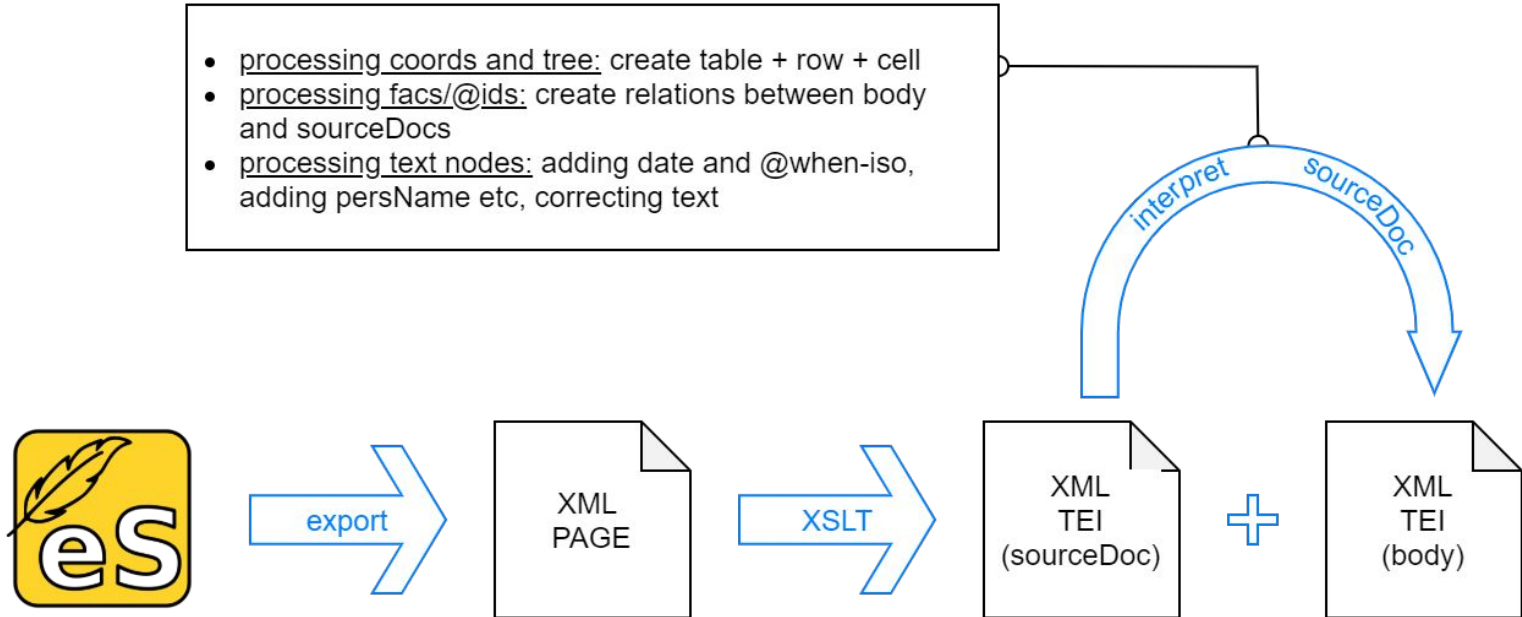 • processing coords and tree: create table + row + cell
• processing facs/@ids: create relations between body
and sourceDocs
• processing text nodes: adding date and @when-iso,
adding persName etc, correcting text
interpret sourceDoc
eS
export
XML
PAGE
XSLT
XML
TEI
(sourceDoc)
XML
TEI
(body)